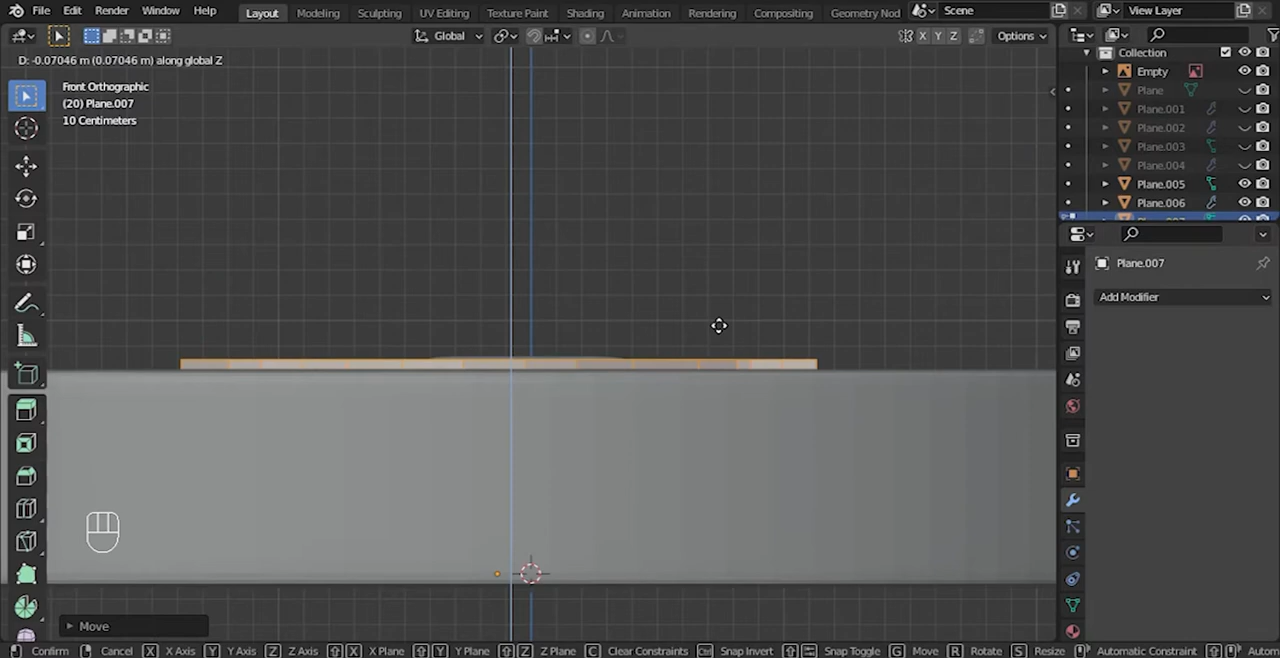 File Edit Render Window Help Layout Modeling Sculpting UV Editing Texture Paint Shading Animation Rendering Compositing Geometry Nod Scene View Layer
Global Options
D: -0.07046 m (0.07046 m) along global Z
Front Orthographic
(20) Plane.007
10 Centimeters
Collection
Empty
Plane
Plane.001
Plane.002
Plane.003
Plane.004
Plane.005
Plane.006
Plane.007
Add Modifier
Move
Confirm Cancel X X Axis Y Y Axis Z Z Axis X X Plane Y Y Plane Z Z Plane C Clear Constraints Ctrl Snap Invert Snap Toggle G Move R Rotate S Resize Automatic Constraint Autom